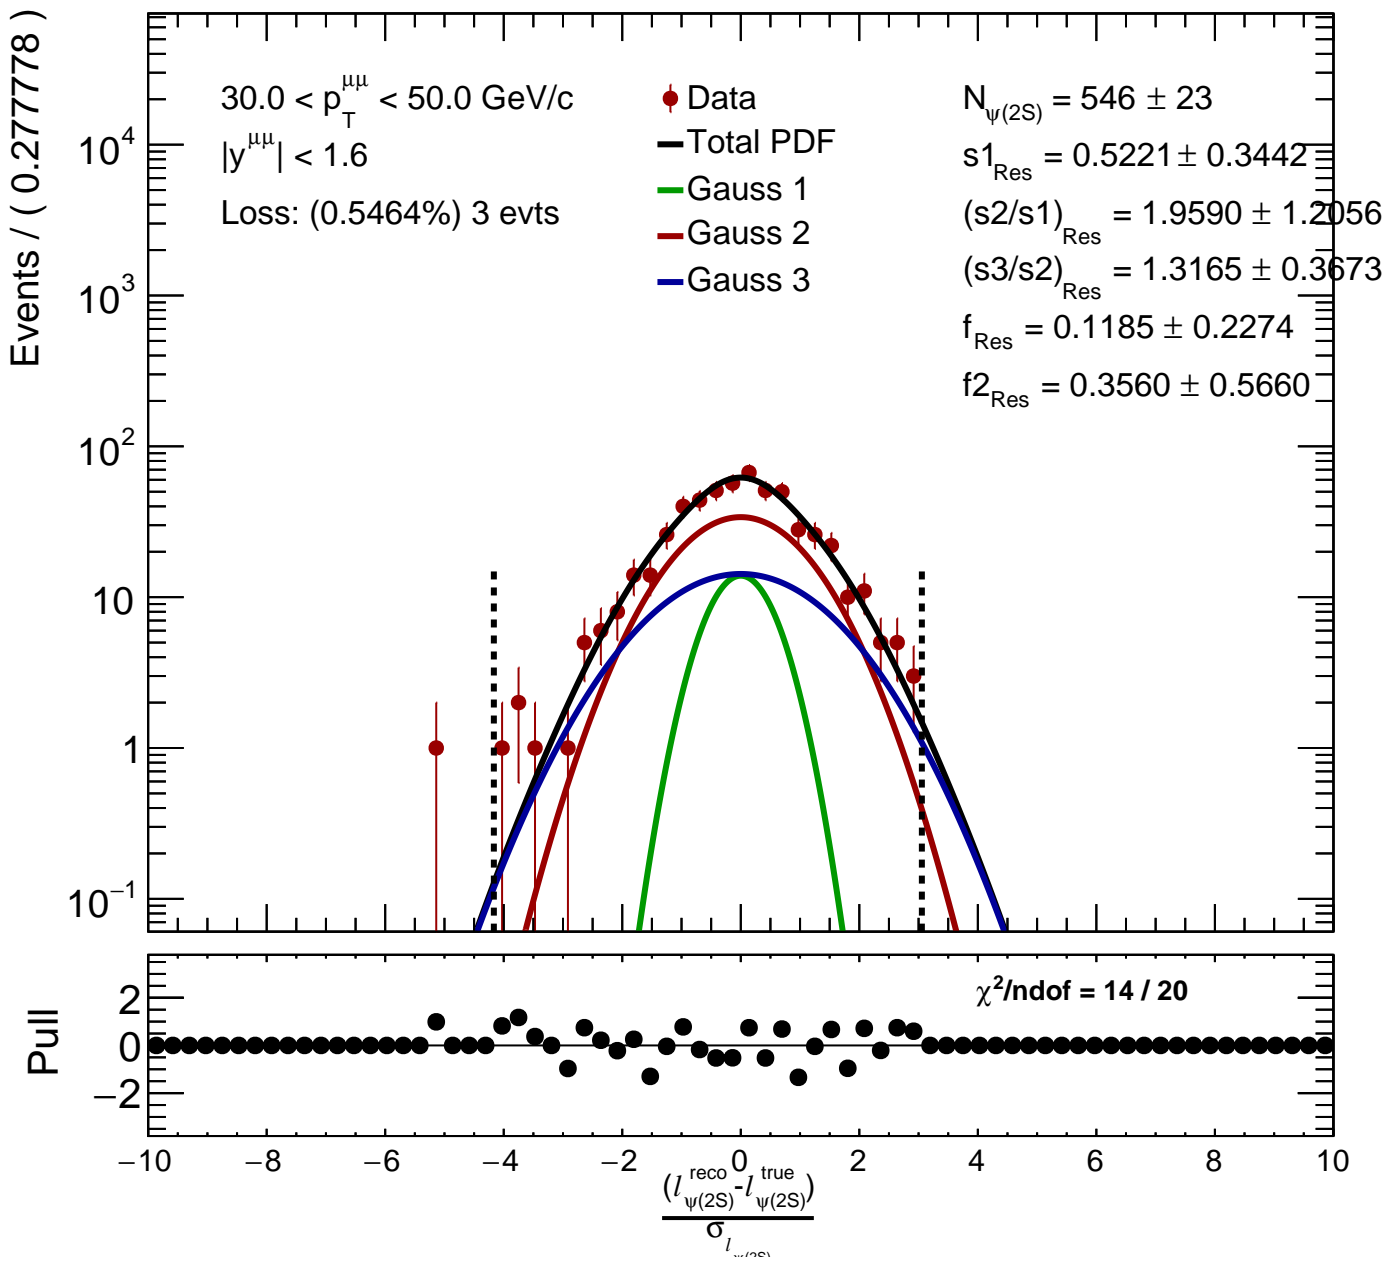 Events / ( 0.277778 )
30.0 < p_T^μμ < 50.0 GeV/c
|y^μμ| < 1.6
Loss: (0.5464%) 3 evts
Data
Total PDF
Gauss 1
Gauss 2
Gauss 3
N_ψ(2S) = 546 ± 23
s1_Res = 0.5221 ± 0.3442
(s2/s1)_Res = 1.9590 ± 1.2056
(s3/s2)_Res = 1.3165 ± 0.3673
f_Res = 0.1185 ± 0.2274
f2_Res = 0.3560 ± 0.5660
10^4
10^3
10^2
10
1
10^−1
Pull
χ²/ndof = 14 / 20
2
0
−2
−10 −8 −6 −4 −2 0 2 4 6 8 10
(l_ψ(2S)^reco-l_ψ(2S)^true)
σ_l_ψ(2S)